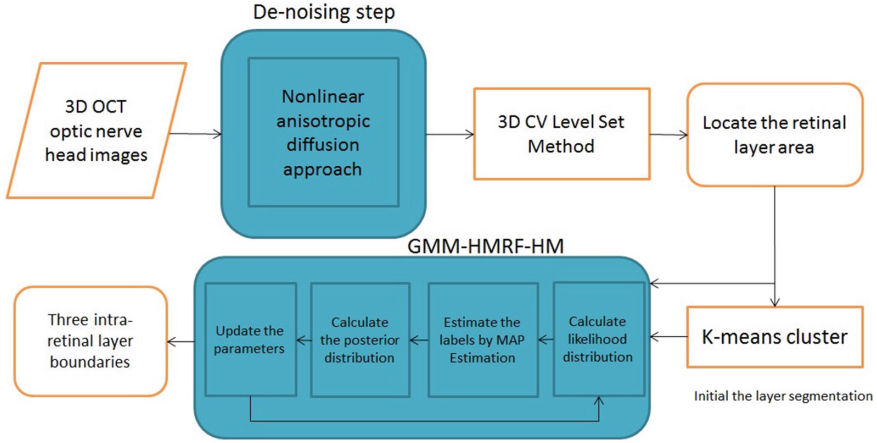 De-noising step
3D OCT
optic nerve
head images
Nonlinear
anisotropic
diffusion
approach
3D CV Level Set
Method
Locate the retinal
layer area
GMM-HMRF-HM
Three intra-
retinal layer
boundaries
Update the
parameters
Calculate
the posterior
distribution
Estimate the
labels by MAP
Estimation
Calculate
likelihood
distribution
K-means cluster
Initial the layer segmentation